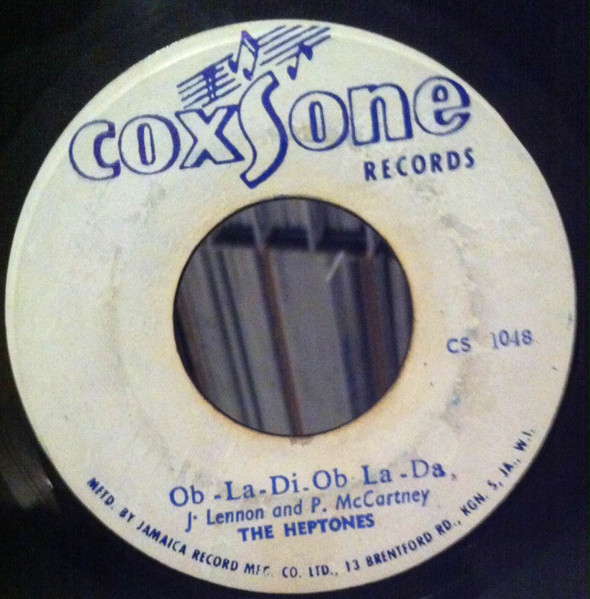 coxSone
RECORDS
CS 1048
Ob-La-Di-Ob La-Da,
J. Lennon and P. McCartney
THE HEPTONES
MFTD. BY JAMAICA RECORD MFG. CO. LTD., 13 BRENTFORD RD., KGN. 5, JA., W.I.